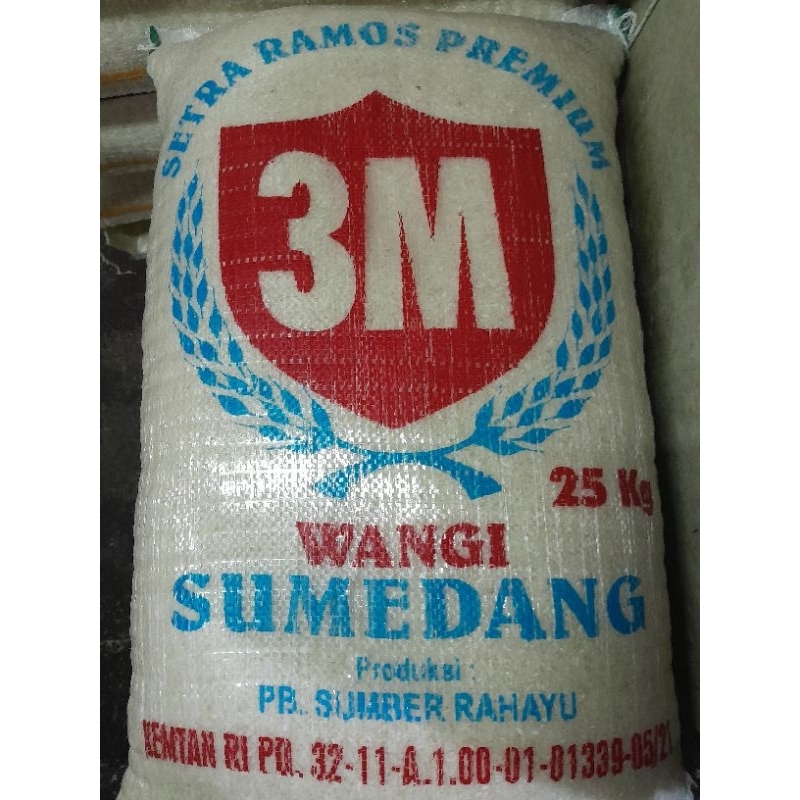 SETRA RAMOS PREMIUM
3M
25 Kg
WANGI
SUMEDANG
Produksi :
PB. SUMBER RAHAYU
KEMTAN RI PD. 32-11-A.1.00-01-01339-05/21